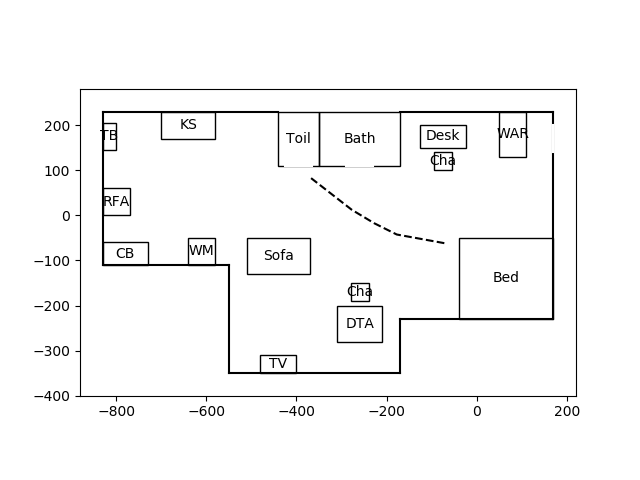 200
100
0
−100
−200
−300
−400
−800
−600
−400
−200
0
200
TB
KS
Toil
Bath
Desk
WAR
Cha
RFA
CB
WM
Sofa
Bed
Cha
DTA
TV